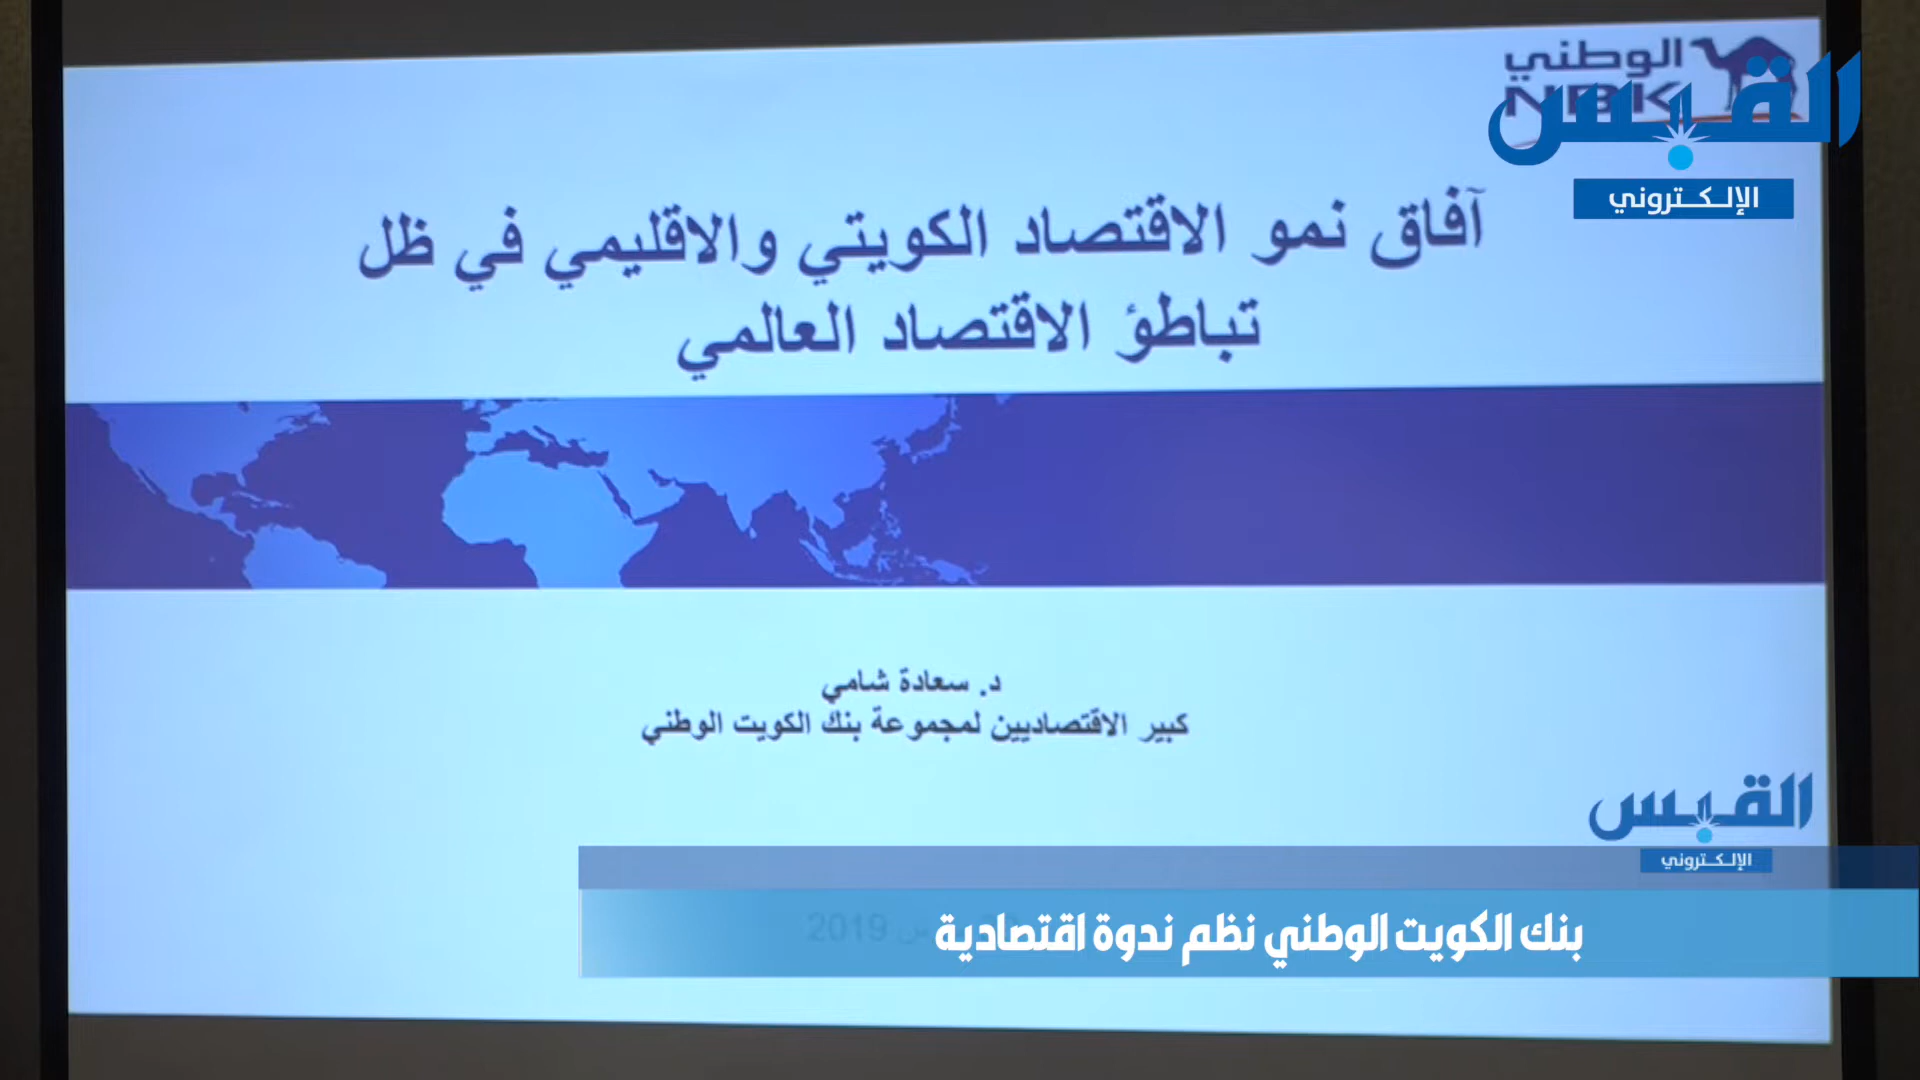 الوطني
NBK
القبس
الإلكتروني
آفاق نمو الاقتصاد الكويتي والاقليمي في ظل
تباطؤ الاقتصاد العالمي
د. سعادة شامي
كبير الاقتصاديين لمجموعة بنك الكويت الوطني
القبس
الإلكتروني
2019
بنك الكويت الوطني نظم ندوة اقتصادية